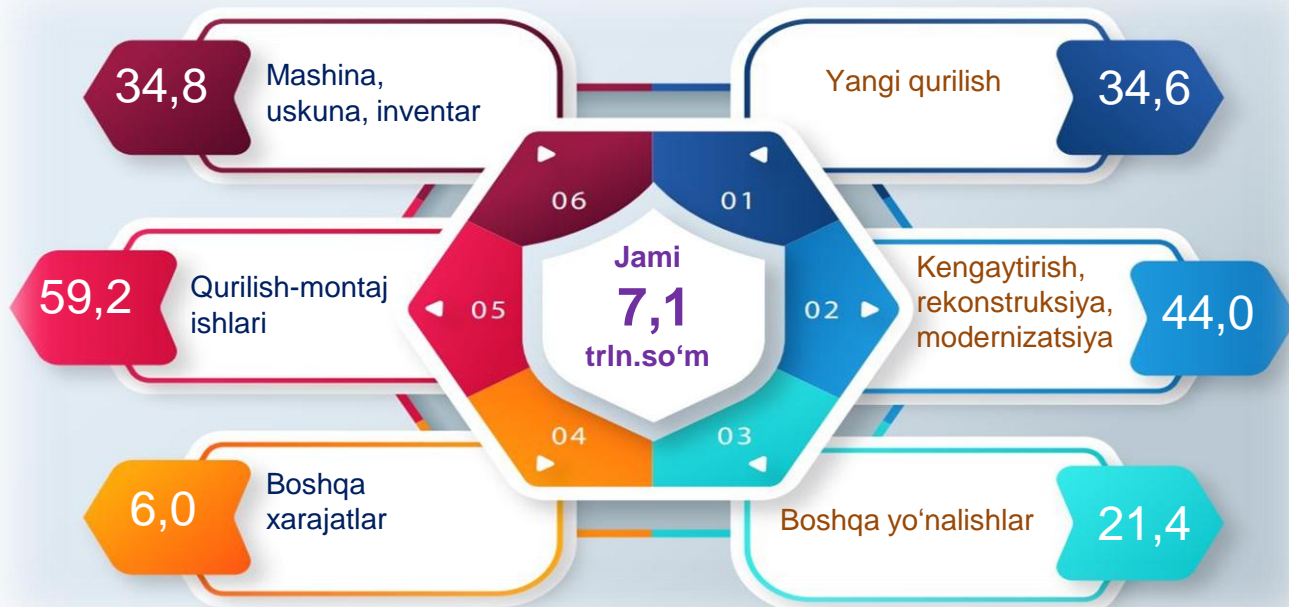 34,8
Mashina,
uskuna, inventar
Yangi qurilish
34,6
06
01
59,2
Qurilish-montaj
ishlari
05
Jami
7,1
trln.so‘m
02
Kengaytirish,
rekonstruksiya,
modernizatsiya
44,0
6,0
Boshqa
xarajatlar
04
03
Boshqa yo‘nalishlar
21,4